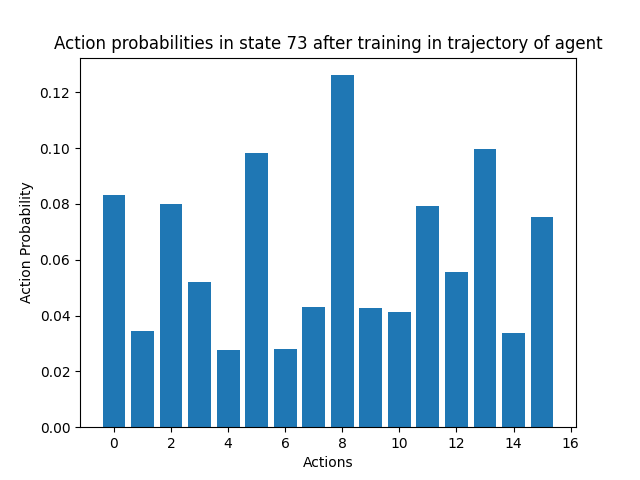 Action probabilities in state 73 after training in trajectory of agent
0.12
0.10
0.08
0.06
0.04
0.02
0.00
Action Probability
0 2 4 6 8 10 12 14 16
Actions